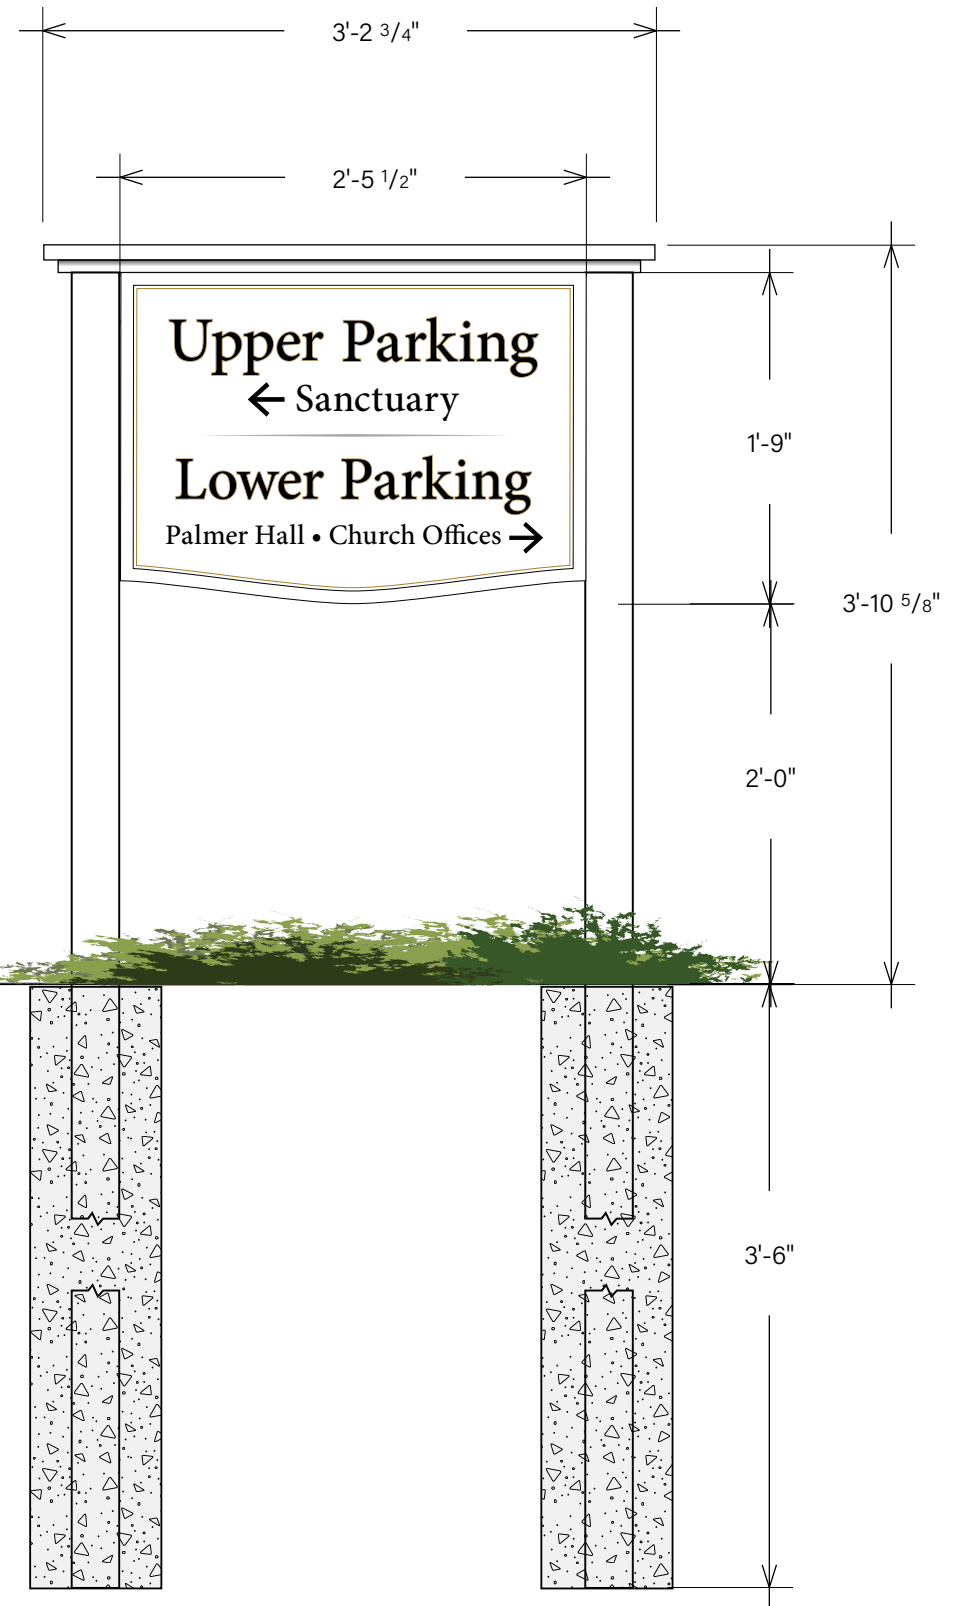 3'-2 3/4"
2'-5 1/2"
Upper Parking
← Sanctuary
Lower Parking
Palmer Hall • Church Offices →
1'-9"
3'-10 5/8"
2'-0"
3'-6"